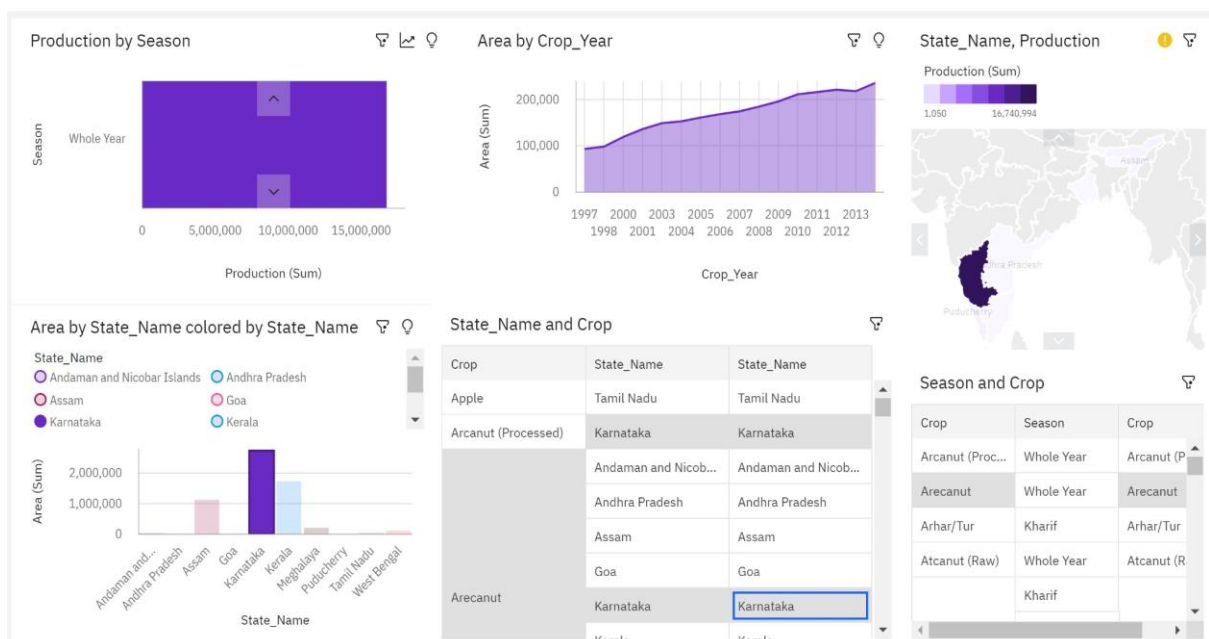 Production by Season
Season
Whole Year
0 5,000,000 10,000,000 15,000,000
Production (Sum)
Area by Crop_Year
Area (Sum)
200,000
100,000
0
1997 2000 2003 2005 2007 2009 2011 2013
1998 2001 2004 2006 2008 2010 2012
Crop_Year
State_Name, Production
Production (Sum)
1,050 16,740,994
Assam
dhra Pradesh
Puducherry
Area by State_Name colored by State_Name
State_Name
Andaman and Nicobar Islands Andhra Pradesh
Assam Goa
Karnataka Kerala
Area (Sum)
2,000,000
1,000,000
0
Andaman and... Andhra Pradesh Assam Goa Karnataka Kerala Meghalaya Puducherry Tamil Nadu West Bengal
State_Name
State_Name and Crop
Crop State_Name State_Name
Apple Tamil Nadu Tamil Nadu
Arcanut (Processed) Karnataka Karnataka
Andaman and Nicob... Andaman and Nicob...
Andhra Pradesh Andhra Pradesh
Assam Assam
Goa Goa
Arecanut Karnataka Karnataka
Season and Crop
Crop Season Crop
Arcanut (Proc... Whole Year Arcanut (P
Arecanut Whole Year Arecanut
Arhar/Tur Kharif Arhar/Tur
Atcanut (Raw) Whole Year Atcanut (R
Kharif